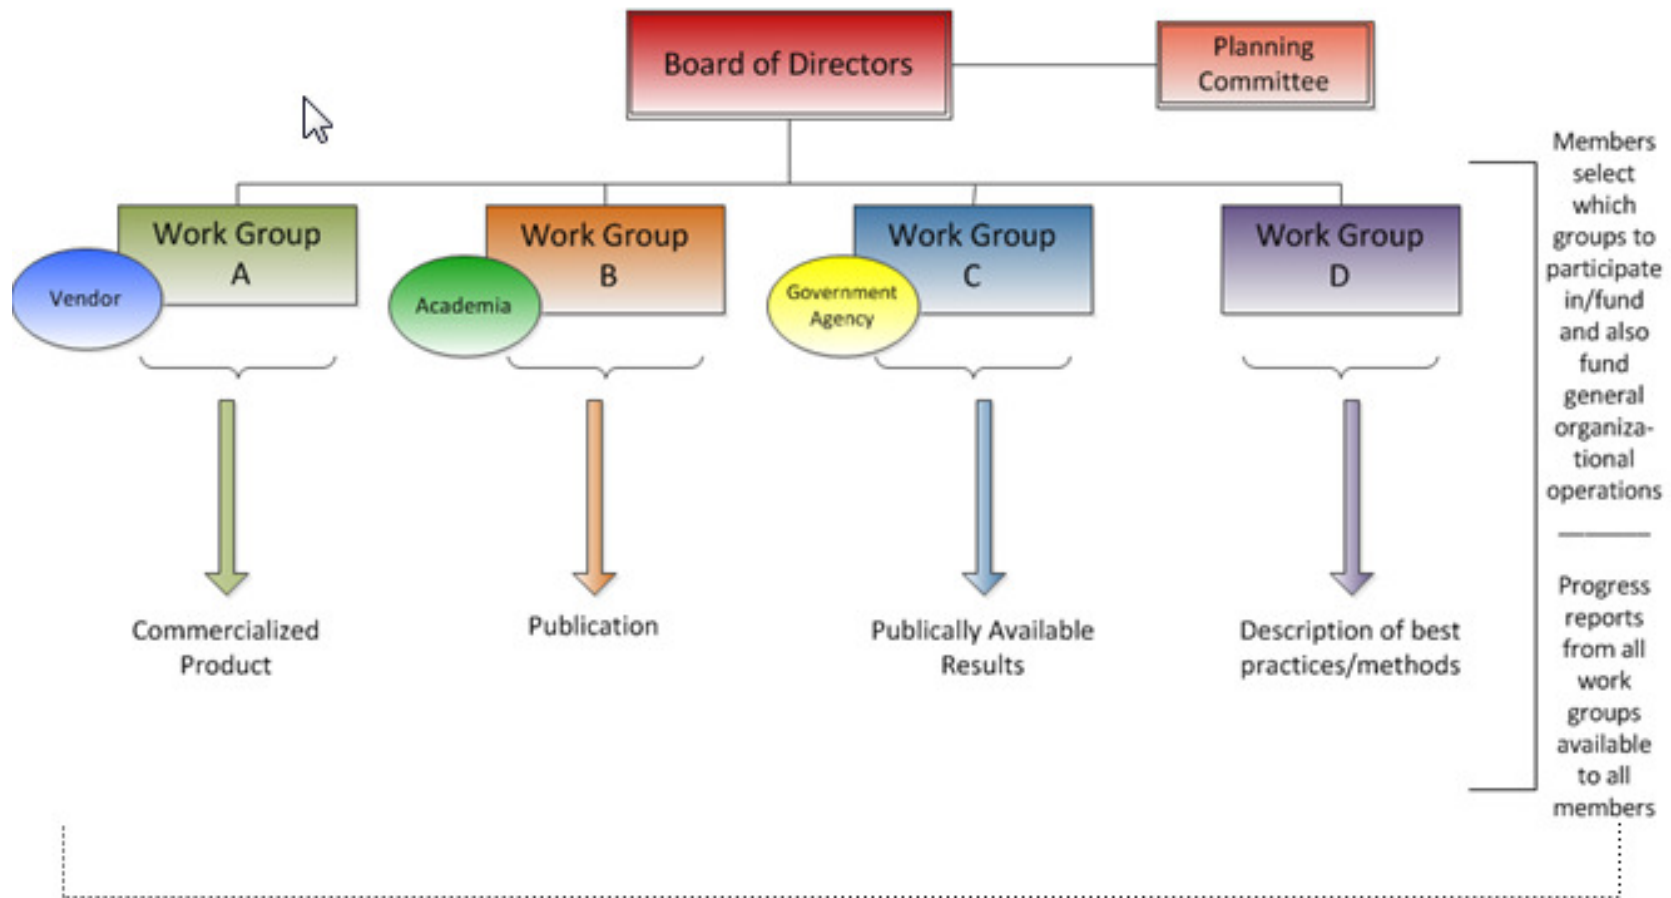 Board of Directors
Planning
Committee
Work Group
A
Vendor
Work Group
B
Academia
Work Group
C
Government
Agency
Work Group
D
Commercialized
Product
Publication
Publically Available
Results
Description of best
practices/methods
Members
select
which
groups to
participate
in/fund
and also
fund
general
organiza-
tional
operations
Progress
reports
from all
work
groups
available
to all
members